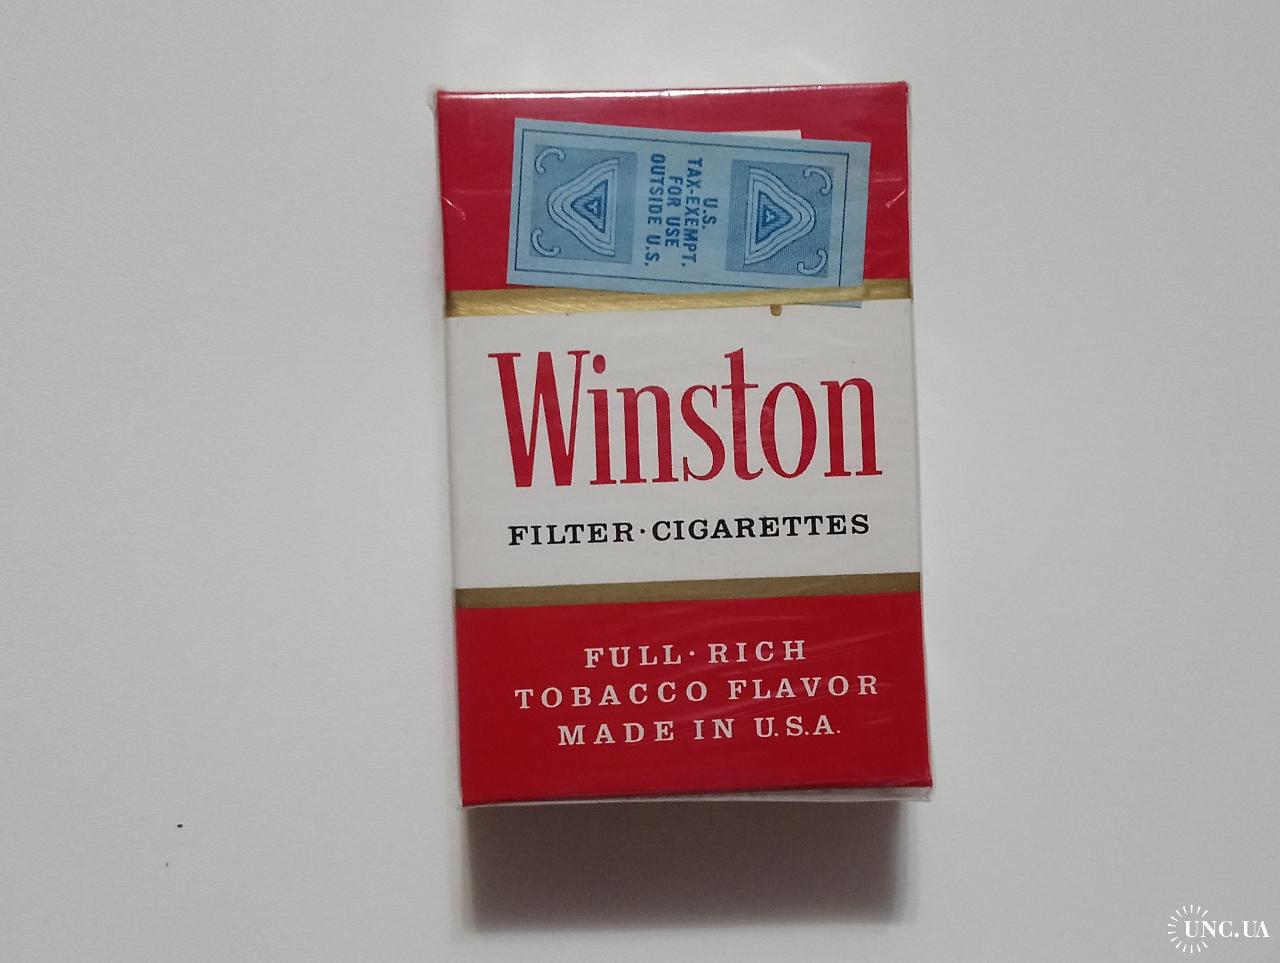 U.S.
TAX-EXEMPT.
FOR USE
OUTSIDE U.S.
Winston
FILTER·CIGARETTES
FULL·RICH
TOBACCO FLAVOR
MADE IN U.S.A.
UNC.UA